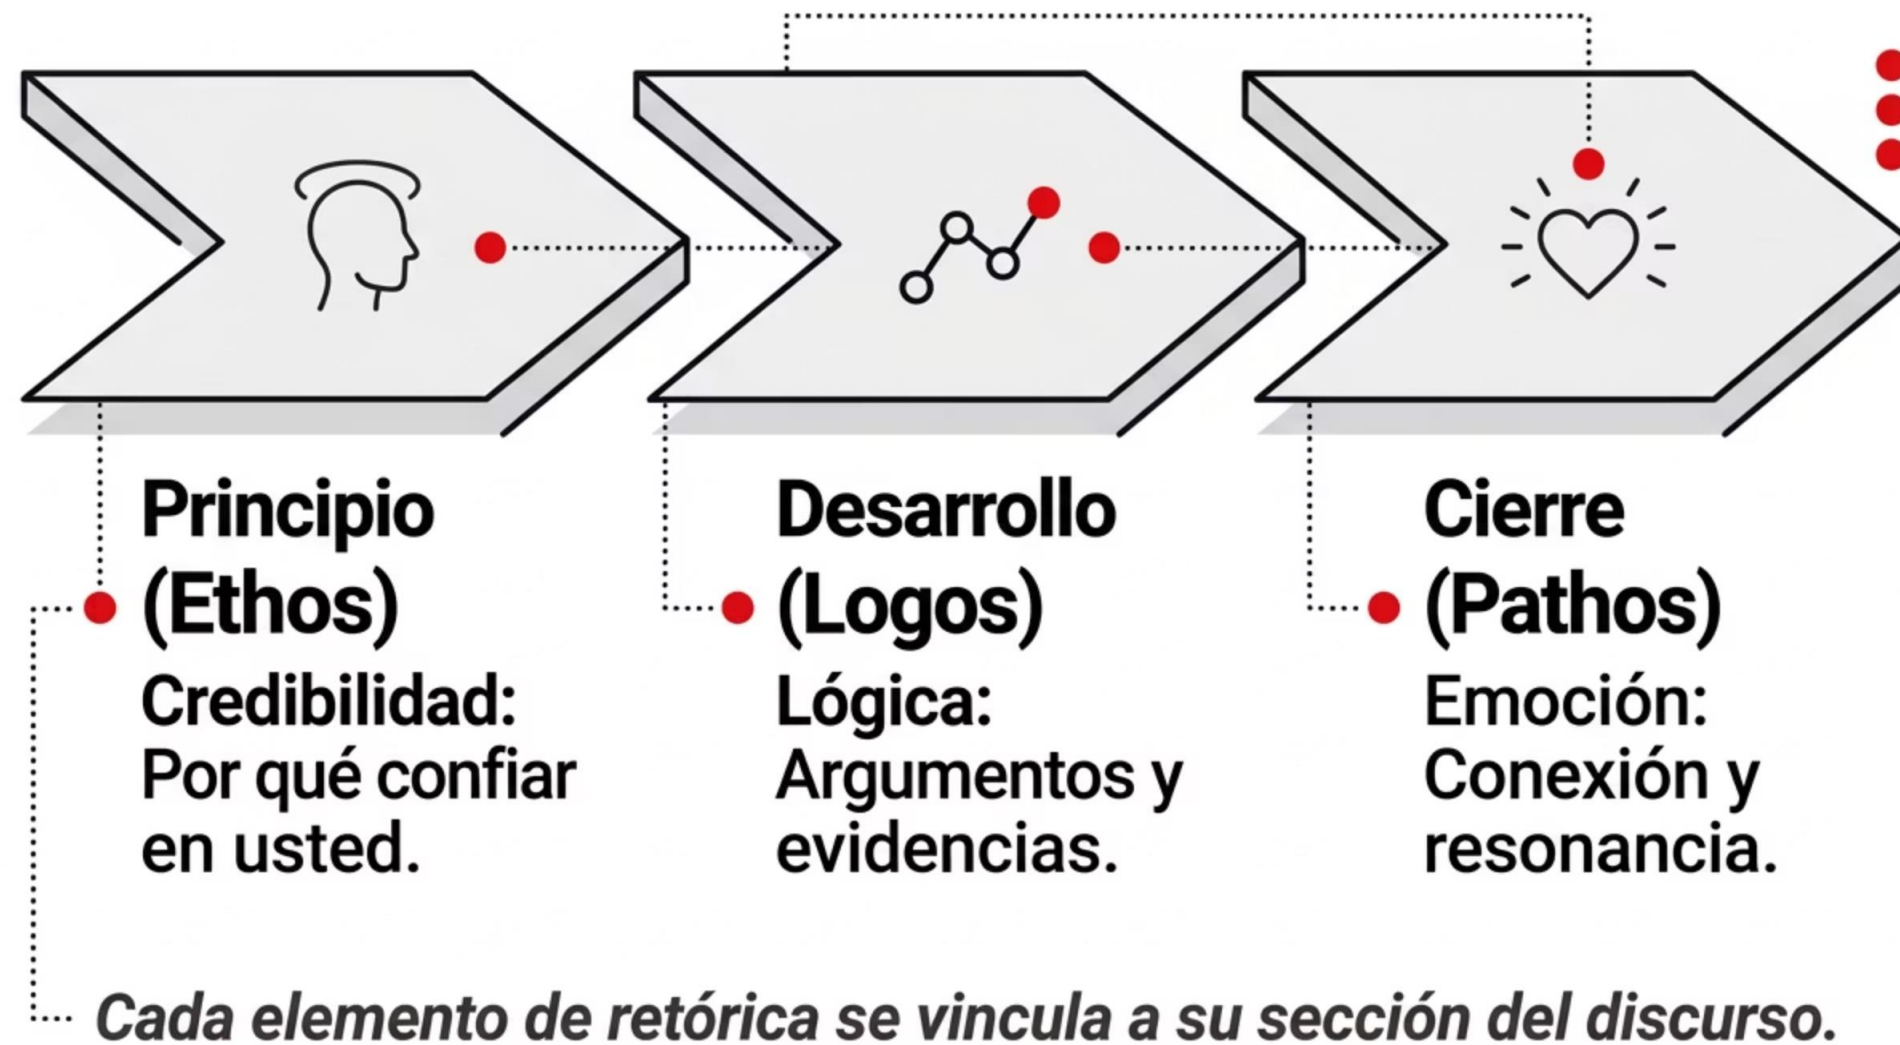 Principio
(Ethos)
Credibilidad:
Por qué confiar
en usted.
Desarrollo
(Logos)
Lógica:
Argumentos y
evidencias.
Cierre
(Pathos)
Emoción:
Conexión y
resonancia.
Cada elemento de retórica se vincula a su sección del discurso.